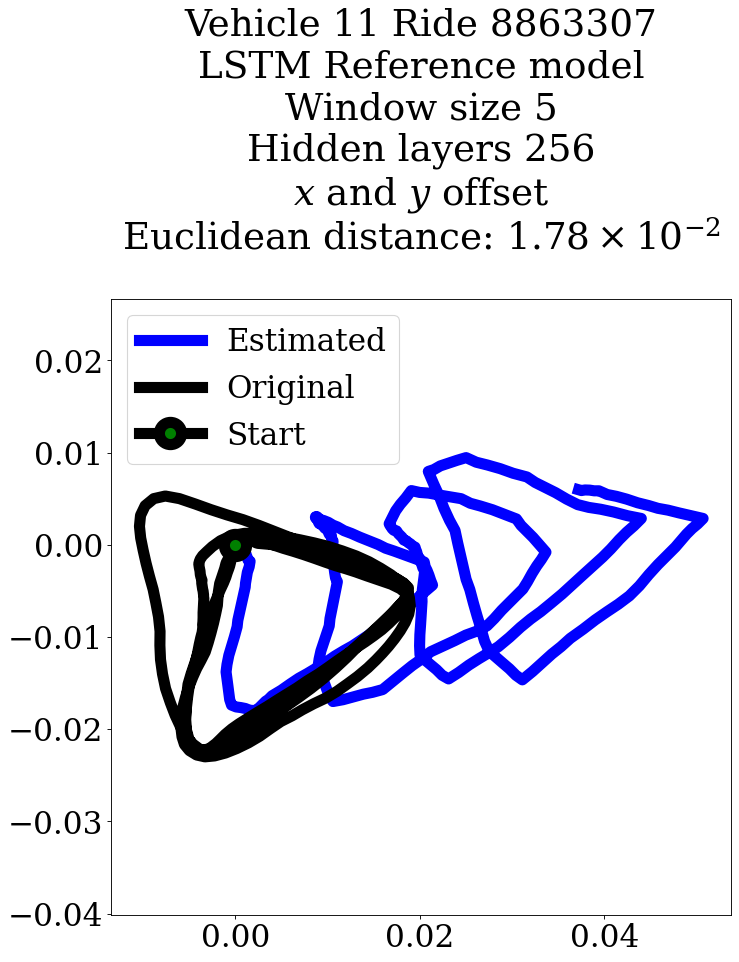 Vehicle 11 Ride 8863307
LSTM Reference model
Window size 5
Hidden layers 256
x and y offset
Euclidean distance: 1.78 × 10⁻²
Estimated
Original
Start
0.02
0.01
0.00
−0.01
−0.02
−0.03
−0.04
0.00 0.02 0.04